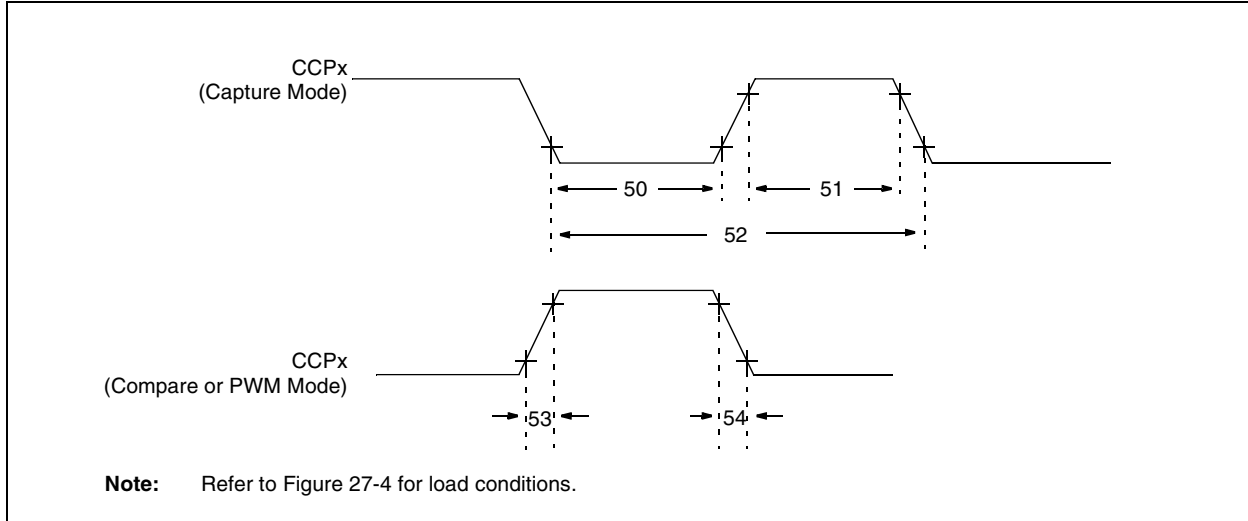 CCPx
(Capture Mode)
50
51
52
CCPx
(Compare or PWM Mode)
53
54
Note: Refer to Figure 27-4 for load conditions.